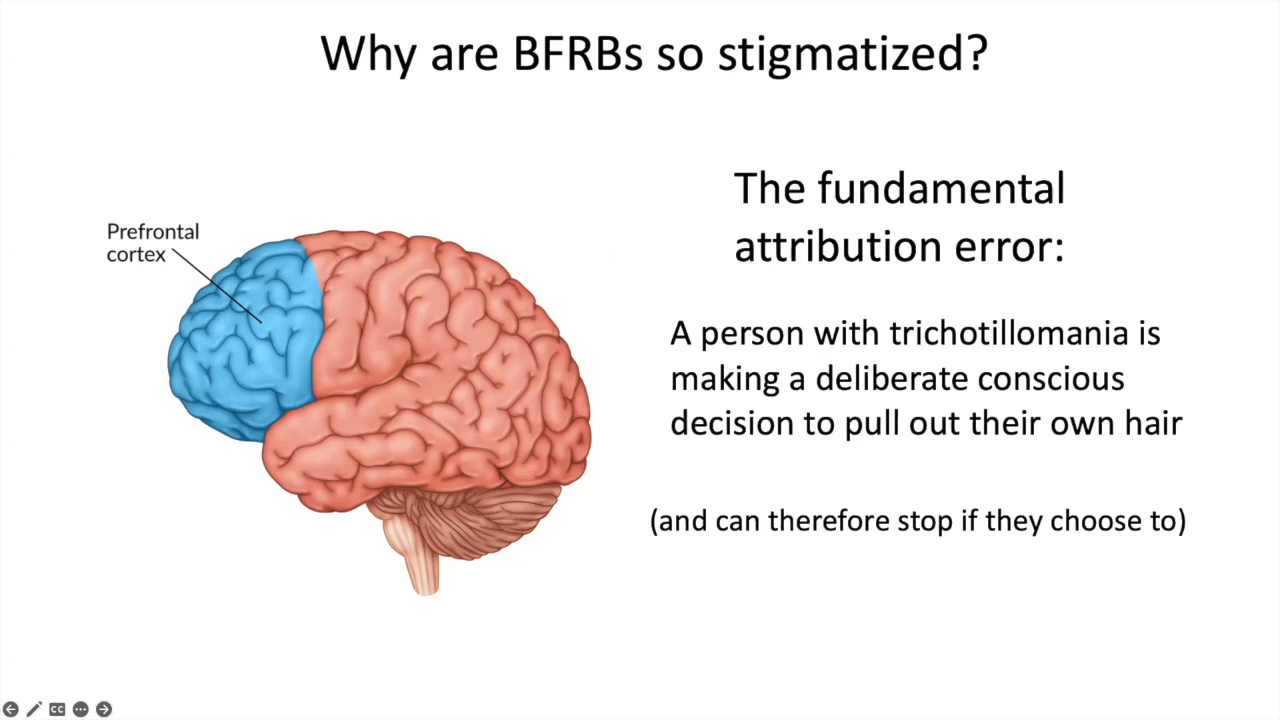 Why are BFRBs so stigmatized?
The fundamental
attribution error:
Prefrontal
cortex
A person with trichotillomania is
making a deliberate conscious
decision to pull out their own hair
(and can therefore stop if they choose to)
CC